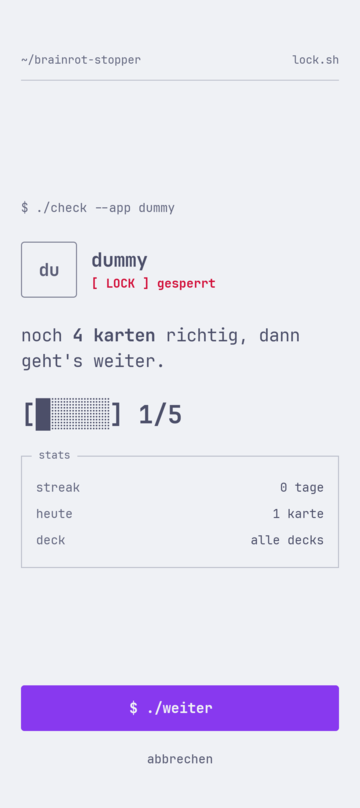 ~/brainrot-stopper lock.sh
$ ./check --app dummy
du
dummy
[ LOCK ] gesperrt
noch 4 karten richtig, dann
geht's weiter.
[█░░░░] 1/5
stats
streak 0 tage
heute 1 karte
deck alle decks
$ ./weiter
abbrechen